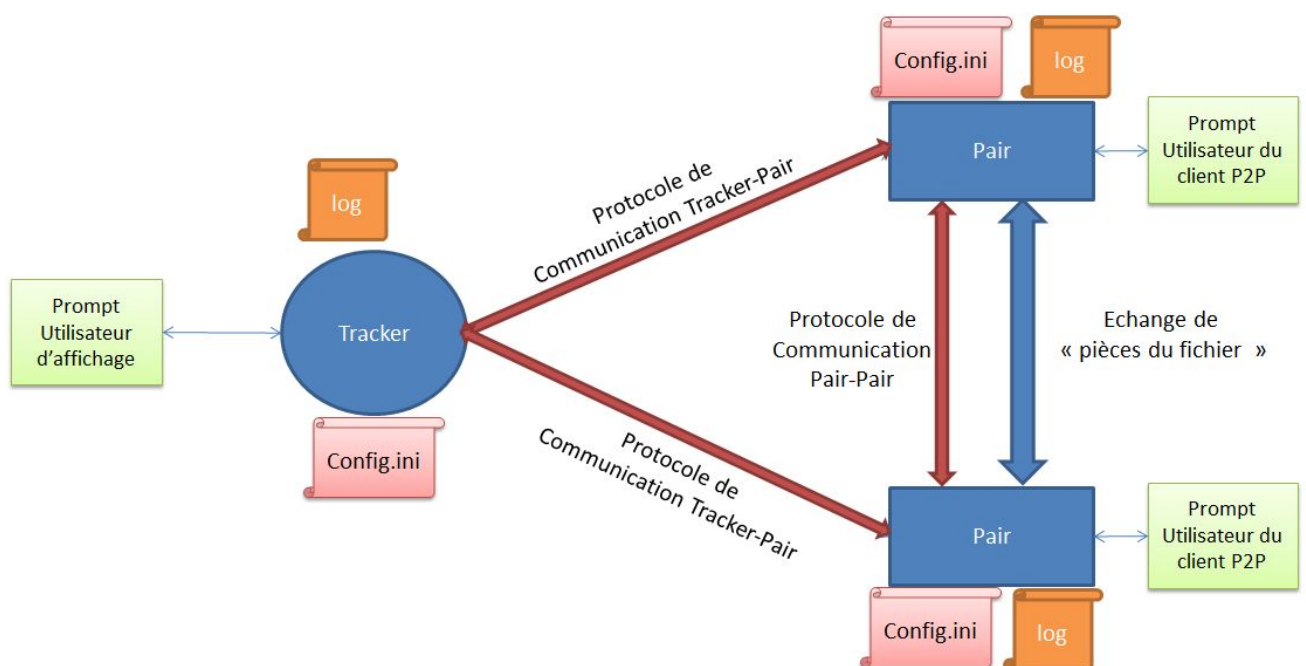 Config.ini
log
Pair
Prompt
Utilisateur du
client P2P
log
Protocole de
Communication Tracker-Pair
Prompt
Utilisateur
d'affichage
Tracker
Protocole de
Communication
Pair-Pair
Echange de
« pièces du fichier  »
Config.ini
Protocole de
Communication Tracker-Pair
Pair
Prompt
Utilisateur du
client P2P
Config.ini
log